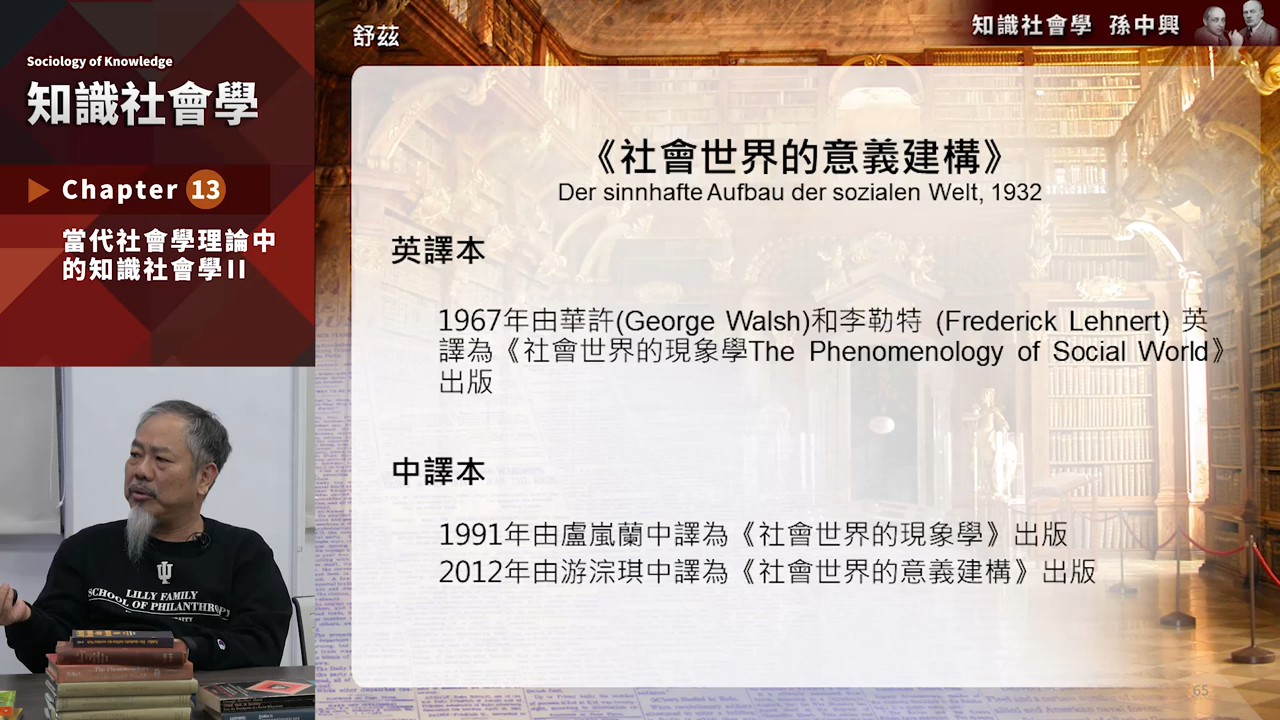 Sociology of Knowledge
知識社會學
Chapter 13
當代社會學理論中
的知識社會學II
舒茲
知識社會學 孫中興
《社會世界的意義建構》
Der sinnhafte Aufbau der sozialen Welt, 1932
英譯本
1967年由華許(George Walsh)和李勒特 (Frederick Lehnert) 英
譯為《社會世界的現象學The Phenomenology of Social World》
出版
中譯本
1991年由盧嵐蘭中譯為《社會世界的現象學》出版
2012年由游淙琪中譯為《社會世界的意義建構》出版
65
LILLY FAMILY
SCHOOL OF PHILANTHROPY